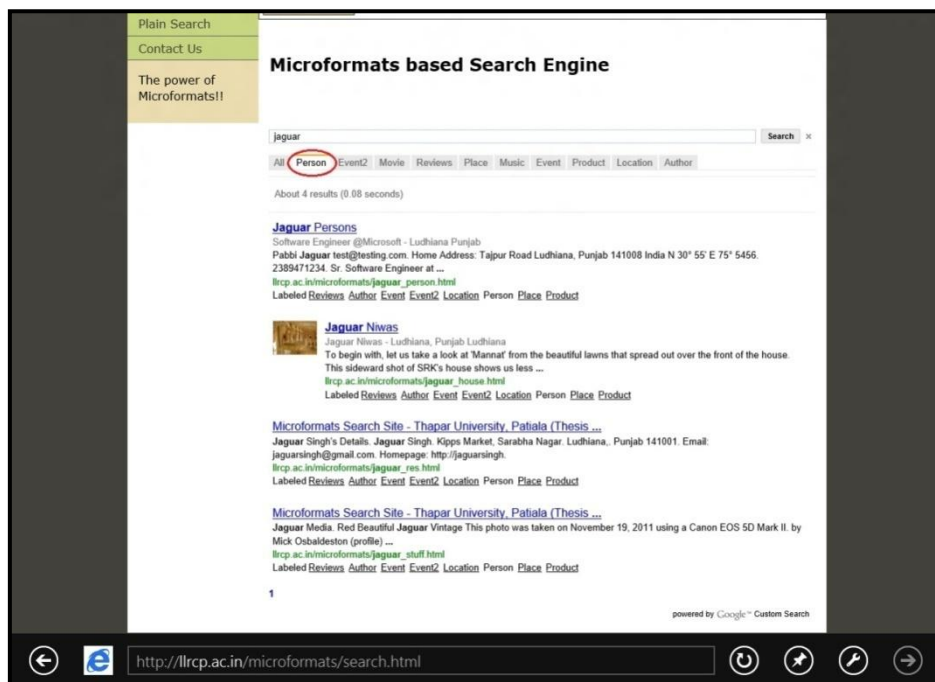 Plain Search
Contact Us
The power of
Microformats!!
Microformats based Search Engine
jaguar
Search ×
All Person Event2 Movie Reviews Place Music Event Product Location Author
About 4 results (0.08 seconds)
Jaguar Persons
Software Engineer @Microsoft - Ludhiana Punjab
Pabbi Jaguar test@testing.com. Home Address: Tajpur Road Ludhiana, Punjab 141008 India N 30° 55' E 75° 5456.
2389471234. Sr. Software Engineer at ...
llrcp.ac.in/microformats/jaguar_person.html
Labeled Reviews Author Event Event2 Location Person Place Product
Jaguar Niwas
Jaguar Niwas - Ludhiana, Punjab Ludhiana
To begin with, let us take a look at 'Mannat' from the beautiful lawns that spread out over the front of the house.
This sideward shot of SRK's house shows us less ...
llrcp.ac.in/microformats/jaguar_house.html
Labeled Reviews Author Event Event2 Location Person Place Product
Microformats Search Site - Thapar University, Patiala (Thesis ...
Jaguar Singh's Details. Jaguar Singh. Kipps Market, Sarabha Nagar. Ludhiana,. Punjab 141001. Email:
jaguarsingh@gmail.com. Homepage: http://jaguarsingh.
llrcp.ac.in/microformats/jaguar_res.html
Labeled Reviews Author Event Event2 Location Person Place Product
Microformats Search Site - Thapar University, Patiala (Thesis ...
Jaguar Media. Red Beautiful Jaguar Vintage This photo was taken on November 19, 2011 using a Canon EOS 5D Mark II. by
Mick Osbaldeston (profile) ...
llrcp.ac.in/microformats/jaguar_stuff.html
Labeled Reviews Author Event Event2 Location Person Place Product
1
powered by Google™ Custom Search
http://llrcp.ac.in/microformats/search.html